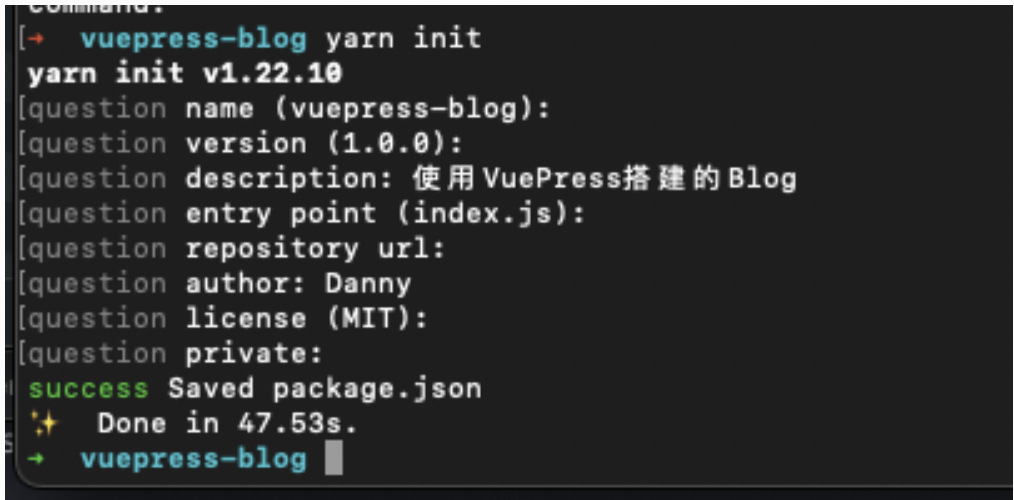 command:
[→ vuepress-blog yarn init
yarn init v1.22.10
[question name (vuepress-blog):
[question version (1.0.0):
[question description: 使用VuePress搭建的Blog
[question entry point (index.js):
[question repository url:
[question author: Danny
[question license (MIT):
[question private:
success Saved package.json
✨ Done in 47.53s.
→ vuepress-blog